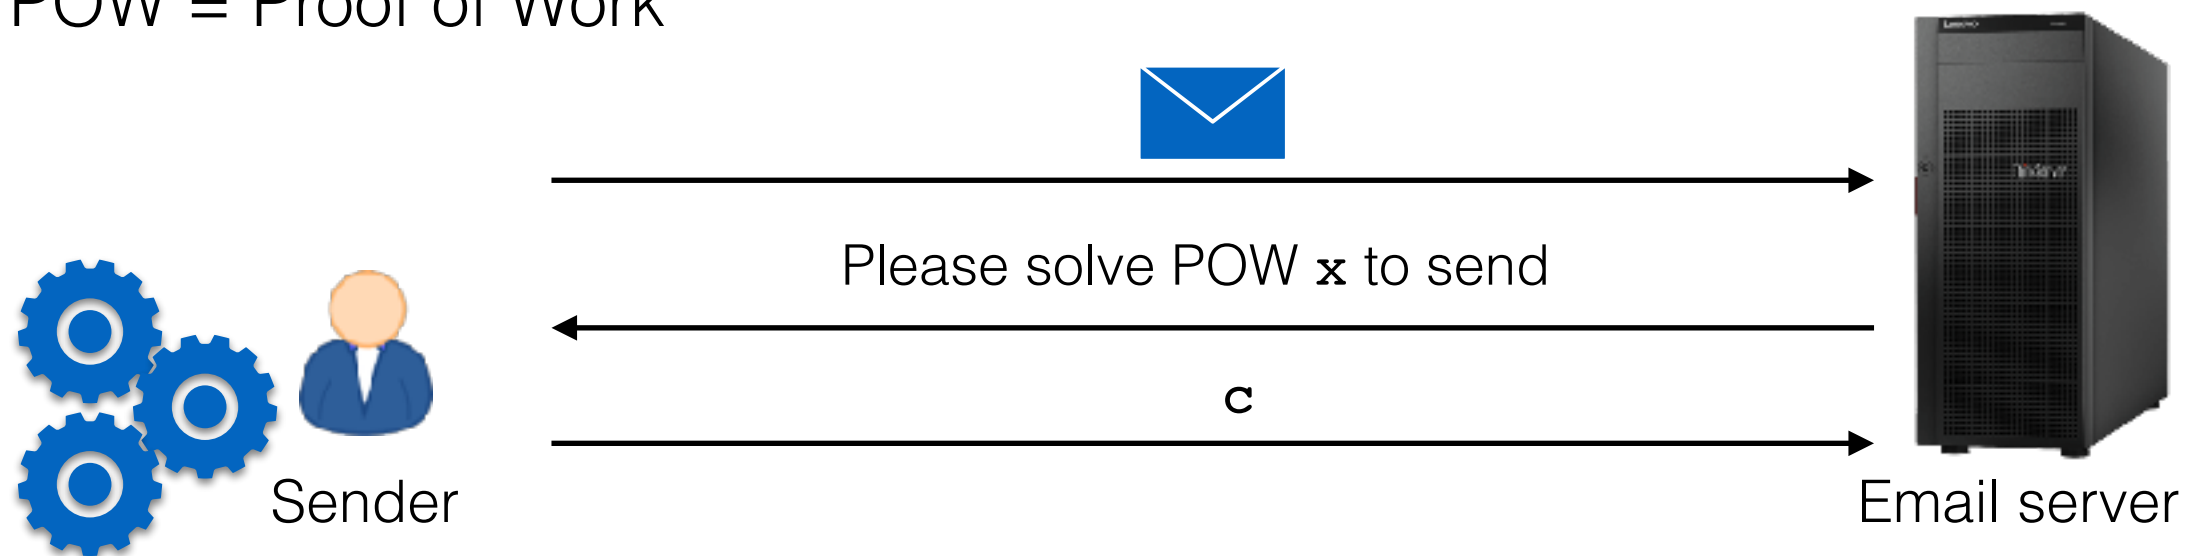 POW = Proof of Work
Please solve POW x to send
c
Sender
Email server